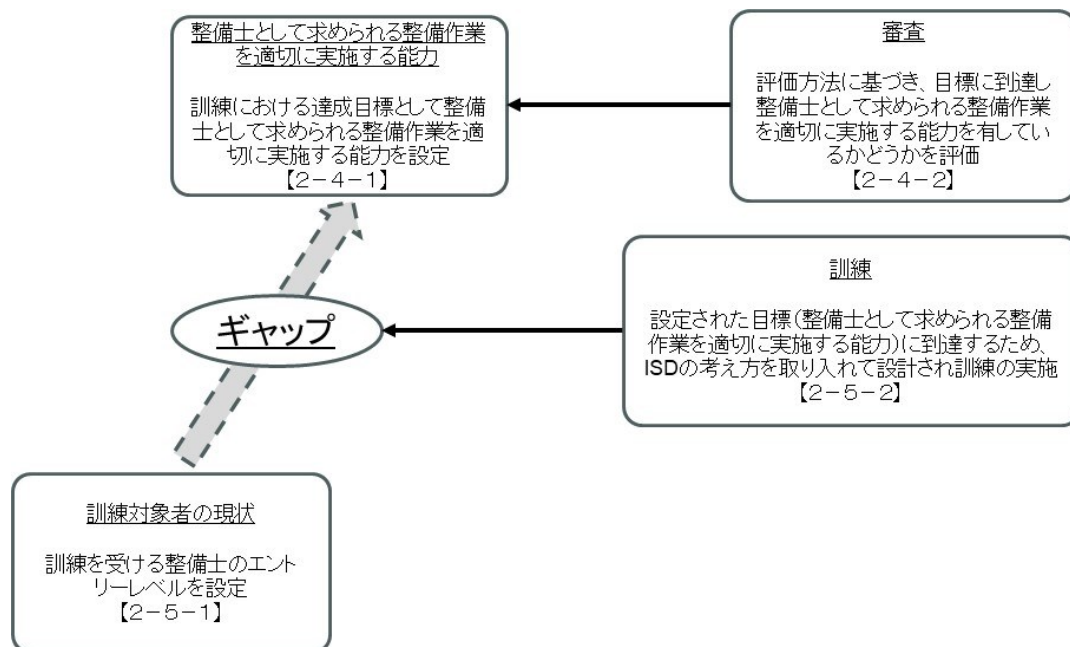 整備士として求められる整備作業
を適切に実施する能力
訓練における達成目標として整備
士として求められる整備作業を適
切に実施する能力を設定
【2-4-1】
審査
評価方法に基づき、目標に到達し
整備士として求められる整備作業
を適切に実施する能力を有してい
るかどうかを評価
【2-4-2】
訓練
設定された目標(整備士として求められる整備
作業を適切に実施する能力)に到達するため、
ISDの考え方を取り入れて設計され訓練の実施
【2-5-2】
ギャップ
訓練対象者の現状
訓練を受ける整備士のエント
リーレベルを設定
【2-5-1】